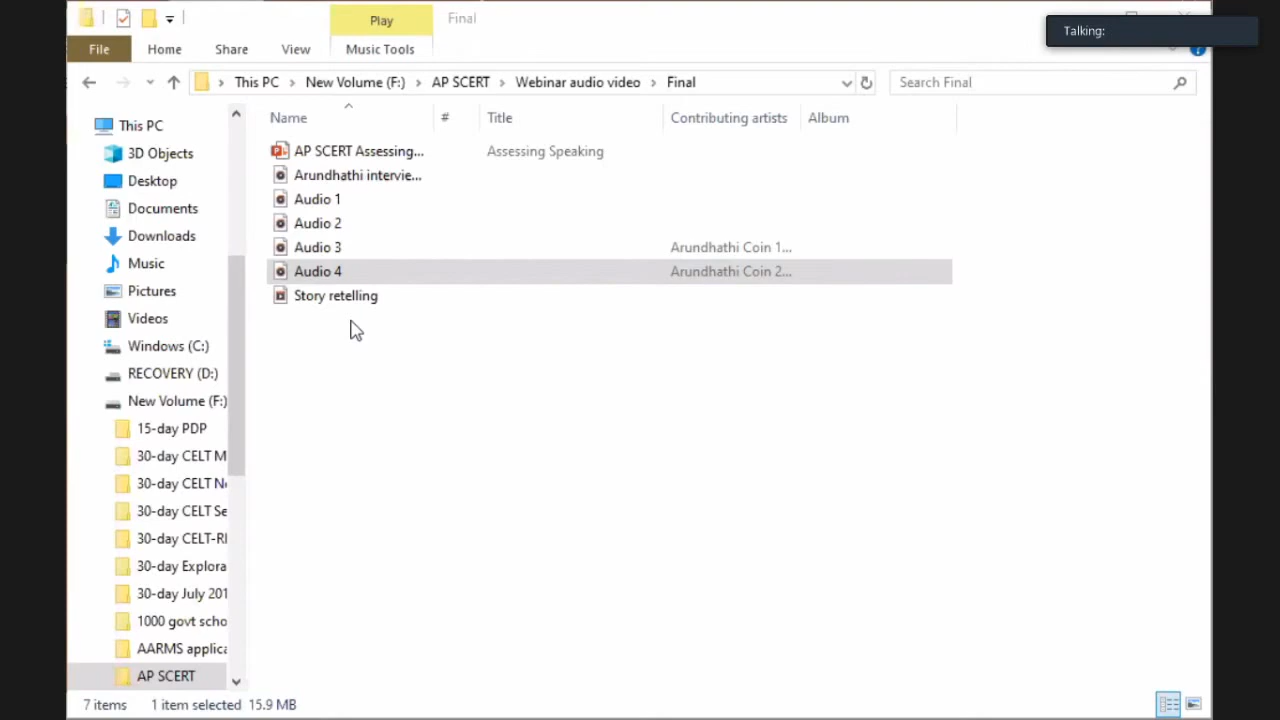 Play
Final
Talking:
File
Home
Share
View
Music Tools
This PC
New Volume (F:)
AP SCERT
Webinar audio video
Final
Search Final
Name
#
Title
Contributing artists
Album
AP SCERT Assessing...
Assessing Speaking
Arundhathi intervie...
Audio 1
Audio 2
Audio 3
Arundhathi Coin 1...
Audio 4
Arundhathi Coin 2...
Story retelling
This PC
3D Objects
Desktop
Documents
Downloads
Music
Pictures
Videos
Windows (C:)
RECOVERY (D:)
New Volume (F:)
15-day PDP
30-day CELT M
30-day CELT Ne
30-day CELT Se
30-day CELT-RI
30-day Explora
30-day July 201
1000 govt scho
AARMS applica
AP SCERT
7 items
1 item selected 15.9 MB